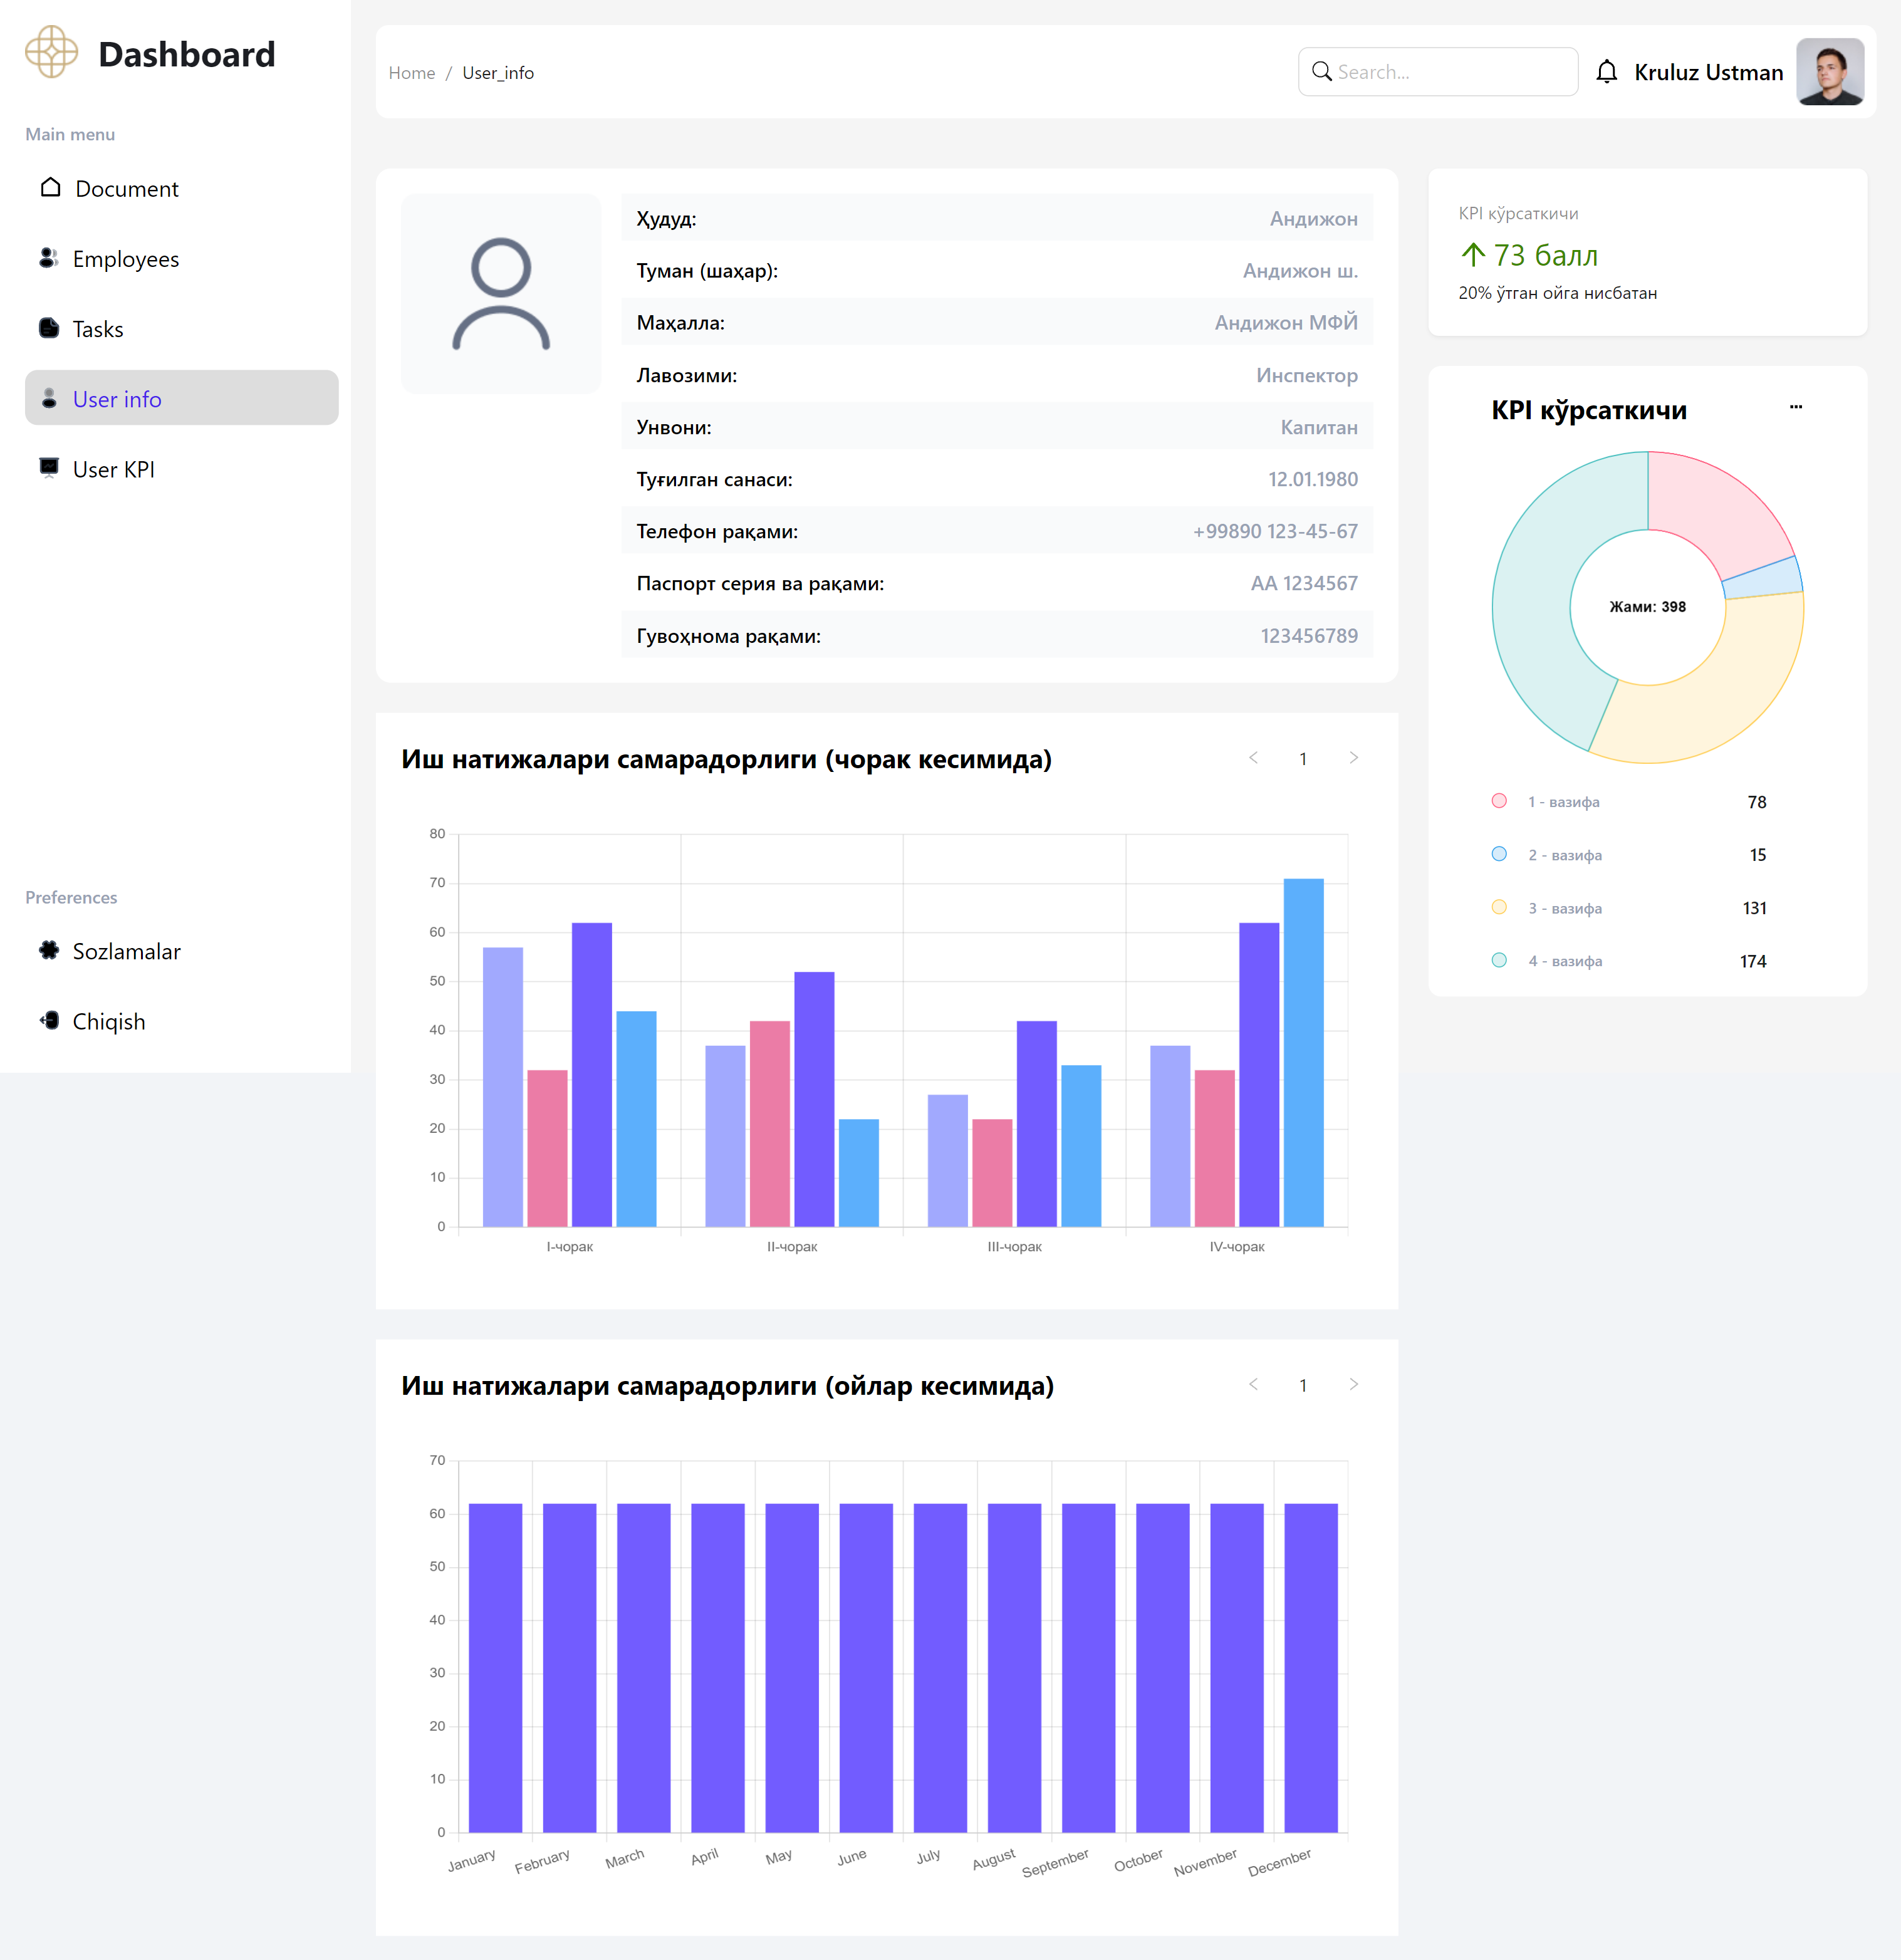 Dashboard
Main menu
Document
Employees
Tasks
User info
User KPI
Preferences
Sozlamalar
Chiqish
Home / User_info
Search...
Kruluz Ustman
Ҳудуд: Андижон
Туман (шаҳар): Андижон ш.
Маҳалла: Андижон МФЙ
Лавозими: Инспектор
Унвони: Капитан
Туғилган санаси: 12.01.1980
Телефон рақами: +99890 123-45-67
Паспорт серия ва рақами: АА 1234567
Гувоҳнома рақами: 123456789
KPI кўрсаткичи
73 балл
20% ўтган ойга нисбатан
KPI кўрсаткичи
Жами: 398
1 - вазифа 78
2 - вазифа 15
3 - вазифа 131
4 - вазифа 174
Иш натижалари самарадорлиги (чорак кесимида)
< 1 >
80
70
60
50
40
30
20
10
0
I-чорак II-чорак III-чорак IV-чорак
Иш натижалари самарадорлиги (ойлар кесимида)
< 1 >
70
60
50
40
30
20
10
0
January February March April May June July August September October November December